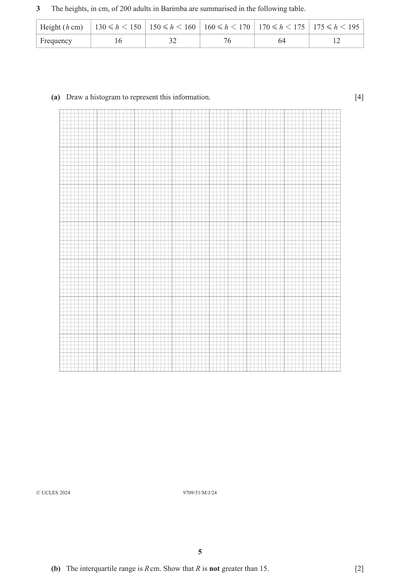 3 The heights, in cm, of 200 adults in Barimba are summarised in the following table.
Height (h cm) 130 ⩽ h < 150 150 ⩽ h < 160 160 ⩽ h < 170 170 ⩽ h < 175 175 ⩽ h < 195
Frequency 16 32 76 64 12
(a) Draw a histogram to represent this information. [4]
© UCLES 2024 9709/51/M/J/24
5
(b) The interquartile range is R cm. Show that R is not greater than 15. [2]